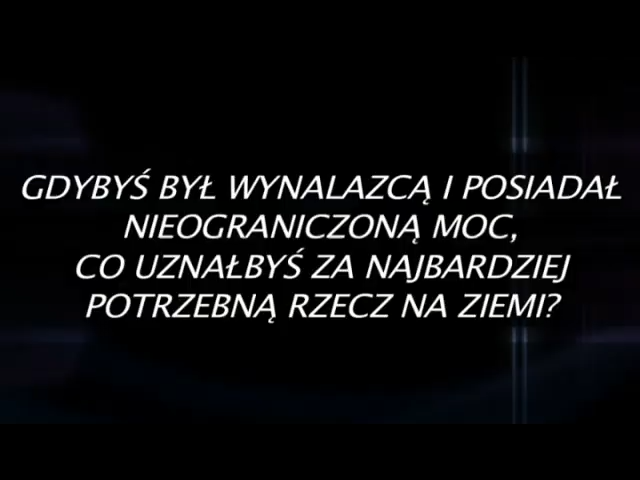 GDYBYŚ BYŁ WYNALAZCĄ I POSIADAŁ
NIEOGRANICZONĄ MOC,
CO UZNAŁBYŚ ZA NAJBARDZIEJ
POTRZEBNĄ RZECZ NA ZIEMI?